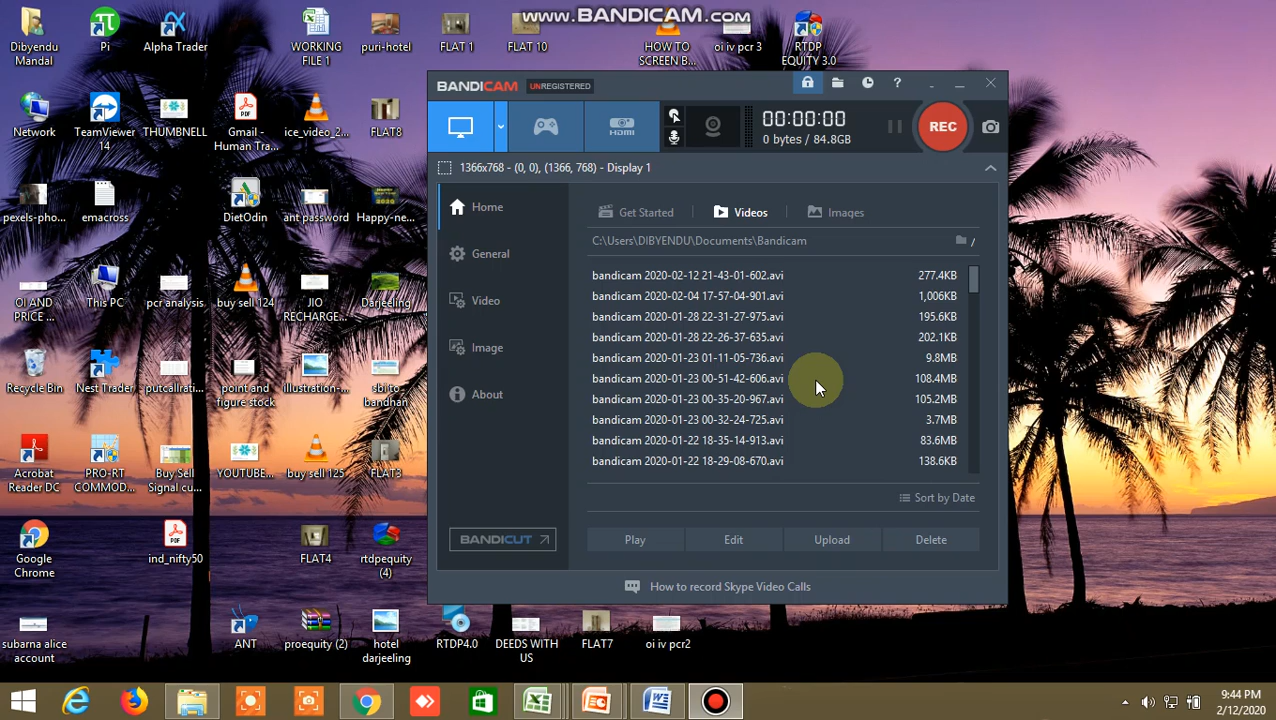 www.BANDICAM.com
Dibyendu Mandal
Pi
Alpha Trader
WORKING FILE 1
puri-hotel
FLAT 1
FLAT 10
HOW TO SCREEN B...
oi iv pcr 3
RTDP EQUITY 3.0
Network
TeamViewer 14
THUMBNELL
Gmail - Human Tra...
ice_video_2...
FLAT8
pexels-pho...
emacross
DietOdin
ant password
Happy-ne...
OI AND PRICE ...
This PC
pcr analysis
buy sell 124
JIO RECHARGE...
Darjeeling
Recycle Bin
Nest Trader
putcallrati...
point and figure stock
illustration-...
sbi to bandhan
Acrobat Reader DC
PRO-RT COMMOD...
Buy Sell Signal cu...
YOUTUBE...
buy sell 125
FLAT3
Google Chrome
ind_nifty50
FLAT4
rtdpequity (4)
subarna alice account
ANT
proequity (2)
hotel darjeeling
RTDP4.0
DEEDS WITH US
FLAT7
oi iv pcr2
BANDICAM UNREGISTERED
HDMI
00:00:00
0 bytes / 84.8GB
REC
1366x768 - (0, 0), (1366, 768) - Display 1
Home
General
Video
Image
About
BANDICUT
Get Started
Videos
Images
C:\Users\DIBYENDU\Documents\Bandicam
/
bandicam 2020-02-12 21-43-01-602.avi 277.4KB
bandicam 2020-02-04 17-57-04-901.avi 1,006KB
bandicam 2020-01-28 22-31-27-975.avi 195.6KB
bandicam 2020-01-28 22-26-37-635.avi 202.1KB
bandicam 2020-01-23 01-11-05-736.avi 9.8MB
bandicam 2020-01-23 00-51-42-606.avi 108.4MB
bandicam 2020-01-23 00-35-20-967.avi 105.2MB
bandicam 2020-01-23 00-32-24-725.avi 3.7MB
bandicam 2020-01-22 18-35-14-913.avi 83.6MB
bandicam 2020-01-22 18-29-08-670.avi 138.6KB
Sort by Date
Play
Edit
Upload
Delete
How to record Skype Video Calls
9:44 PM
2/12/2020